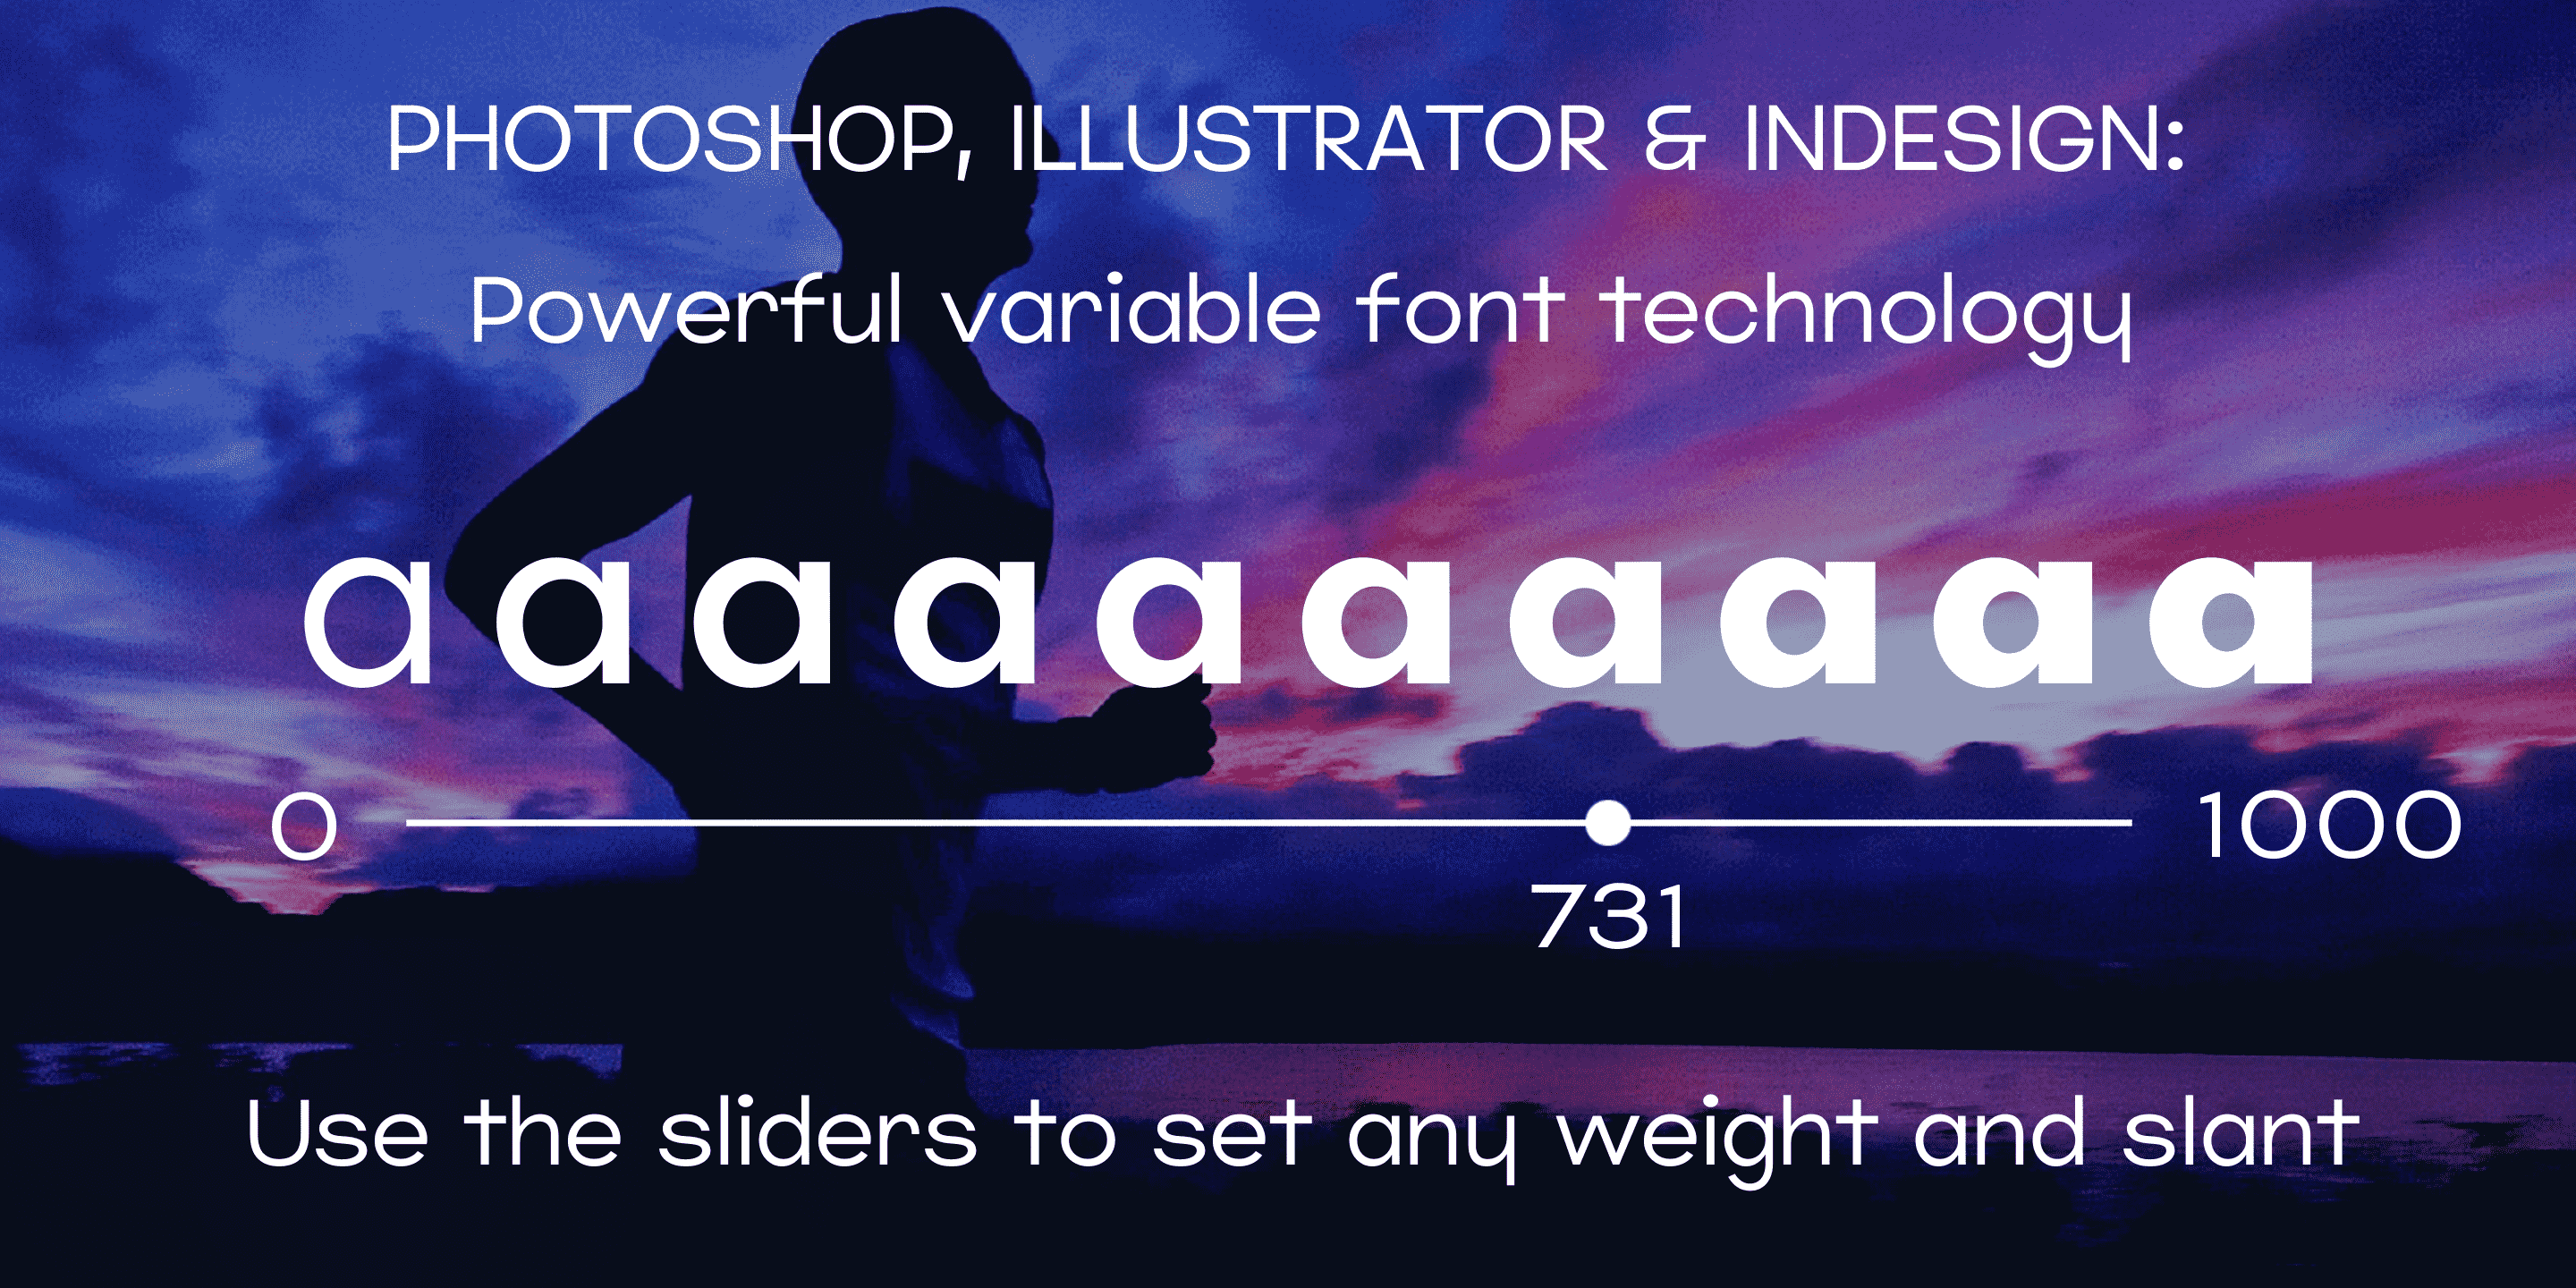 PHOTOSHOP, ILLUSTRATOR & INDESIGN:
Powerful variable font technology
a a a a a a a a a a
0 1000
731
Use the sliders to set any weight and slant